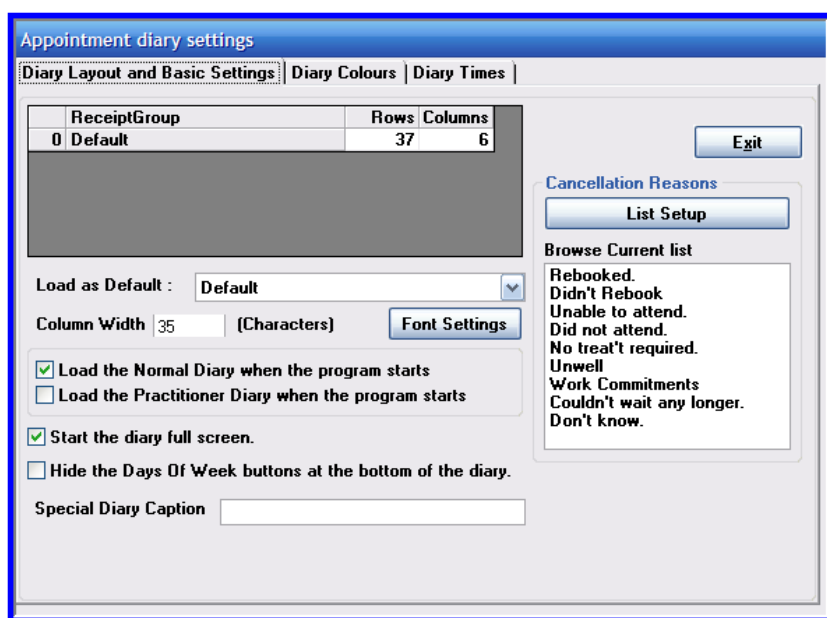 Appointment diary settings
Diary Layout and Basic Settings Diary Colours Diary Times
ReceiptGroup Rows Columns
0 Default 37 6
Exit
Cancellation Reasons
List Setup
Browse Current list
Rebooked.
Didn't Rebook
Unable to attend.
Did not attend.
No treat't required.
Unwell
Work Commitments
Couldn't wait any longer.
Don't know.
Load as Default : Default
Column Width 35 (Characters) Font Settings
Load the Normal Diary when the program starts
Load the Practitioner Diary when the program starts
Start the diary full screen.
Hide the Days Of Week buttons at the bottom of the diary.
Special Diary Caption